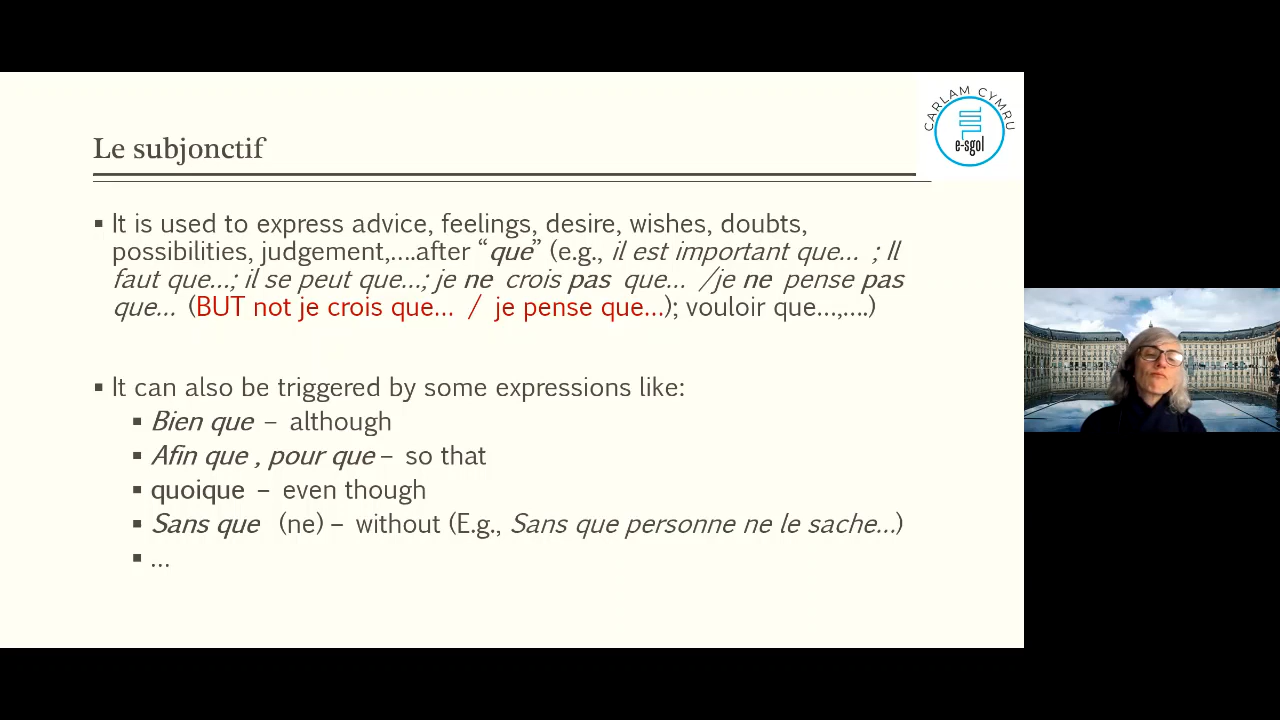 Le subjonctif
CARLAM CYMRU
e-sgol
▪ It is used to express advice, feelings, desire, wishes, doubts,
possibilities, judgement,....after “que” (e.g., il est important que... ; Il
faut que...; il se peut que...; je ne crois pas que... /je ne pense pas
que... (BUT not je crois que... / je pense que...); vouloir que...,....)
▪ It can also be triggered by some expressions like:
▪ Bien que – although
▪ Afin que , pour que – so that
▪ quoique – even though
▪ Sans que (ne) – without (E.g., Sans que personne ne le sache...)
▪ ...